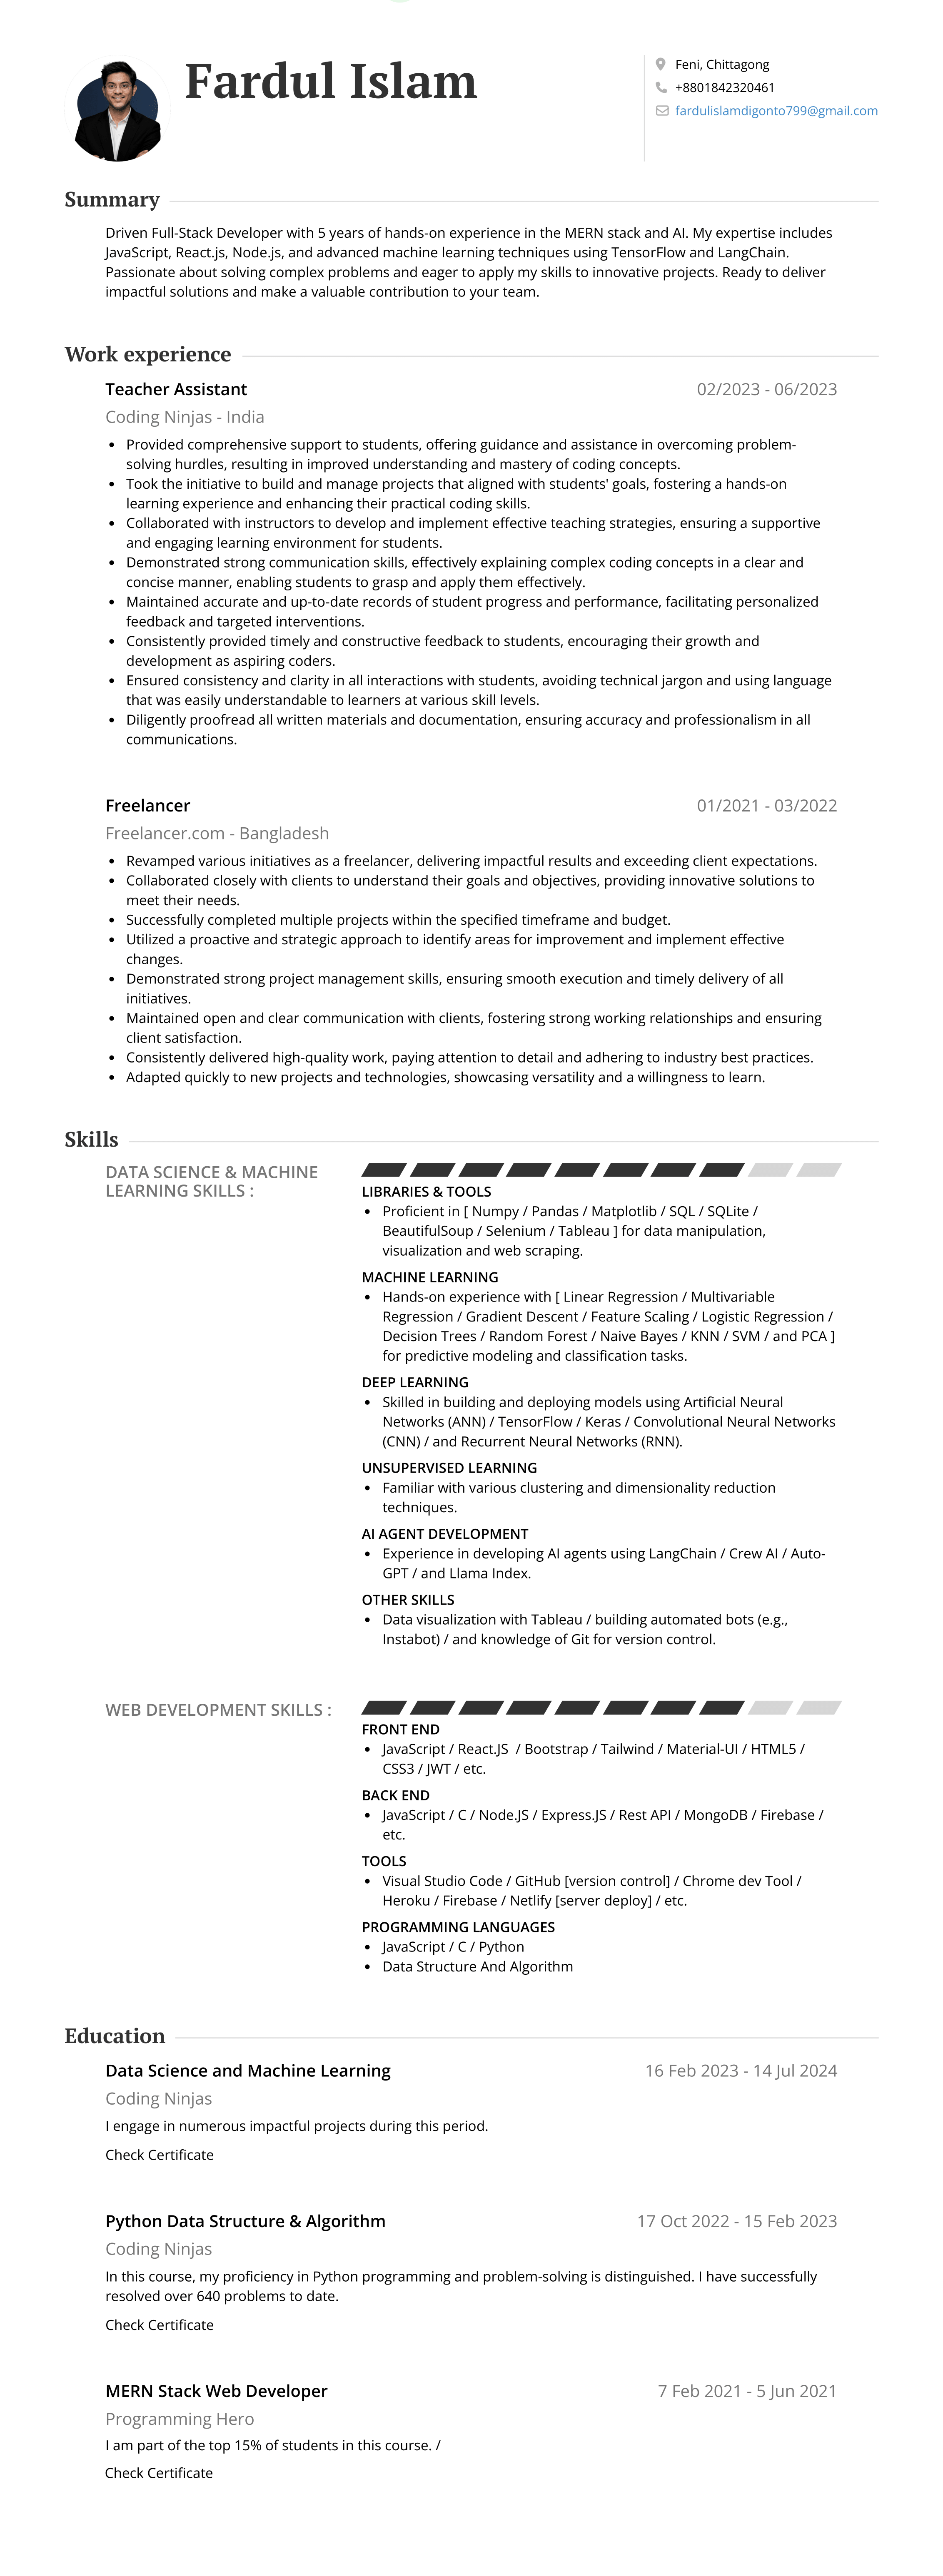 Fardul Islam
Feni, Chittagong
+8801842320461
fardulislamdigonto799@gmail.com
Summary
Driven Full-Stack Developer with 5 years of hands-on experience in the MERN stack and AI. My expertise includes
JavaScript, React.js, Node.js, and advanced machine learning techniques using TensorFlow and LangChain.
Passionate about solving complex problems and eager to apply my skills to innovative projects. Ready to deliver
impactful solutions and make a valuable contribution to your team.
Work experience
Teacher Assistant 02/2023 - 06/2023
Coding Ninjas - India
• Provided comprehensive support to students, offering guidance and assistance in overcoming problem-
solving hurdles, resulting in improved understanding and mastery of coding concepts.
• Took the initiative to build and manage projects that aligned with students' goals, fostering a hands-on
learning experience and enhancing their practical coding skills.
• Collaborated with instructors to develop and implement effective teaching strategies, ensuring a supportive
and engaging learning environment for students.
• Demonstrated strong communication skills, effectively explaining complex coding concepts in a clear and
concise manner, enabling students to grasp and apply them effectively.
• Maintained accurate and up-to-date records of student progress and performance, facilitating personalized
feedback and targeted interventions.
• Consistently provided timely and constructive feedback to students, encouraging their growth and
development as aspiring coders.
• Ensured consistency and clarity in all interactions with students, avoiding technical jargon and using language
that was easily understandable to learners at various skill levels.
• Diligently proofread all written materials and documentation, ensuring accuracy and professionalism in all
communications.
Freelancer 01/2021 - 03/2022
Freelancer.com - Bangladesh
• Revamped various initiatives as a freelancer, delivering impactful results and exceeding client expectations.
• Collaborated closely with clients to understand their goals and objectives, providing innovative solutions to
meet their needs.
• Successfully completed multiple projects within the specified timeframe and budget.
• Utilized a proactive and strategic approach to identify areas for improvement and implement effective
changes.
• Demonstrated strong project management skills, ensuring smooth execution and timely delivery of all
initiatives.
• Maintained open and clear communication with clients, fostering strong working relationships and ensuring
client satisfaction.
• Consistently delivered high-quality work, paying attention to detail and adhering to industry best practices.
• Adapted quickly to new projects and technologies, showcasing versatility and a willingness to learn.
Skills
DATA SCIENCE & MACHINE
LEARNING SKILLS :
LIBRARIES & TOOLS
• Proficient in [ Numpy / Pandas / Matplotlib / SQL / SQLite /
BeautifulSoup / Selenium / Tableau ] for data manipulation,
visualization and web scraping.
MACHINE LEARNING
• Hands-on experience with [ Linear Regression / Multivariable
Regression / Gradient Descent / Feature Scaling / Logistic Regression /
Decision Trees / Random Forest / Naive Bayes / KNN / SVM / and PCA ]
for predictive modeling and classification tasks.
DEEP LEARNING
• Skilled in building and deploying models using Artificial Neural
Networks (ANN) / TensorFlow / Keras / Convolutional Neural Networks
(CNN) / and Recurrent Neural Networks (RNN).
UNSUPERVISED LEARNING
• Familiar with various clustering and dimensionality reduction
techniques.
AI AGENT DEVELOPMENT
• Experience in developing AI agents using LangChain / Crew AI / Auto-
GPT / and Llama Index.
OTHER SKILLS
• Data visualization with Tableau / building automated bots (e.g.,
Instabot) / and knowledge of Git for version control.
WEB DEVELOPMENT SKILLS :
FRONT END
• JavaScript / React.JS / Bootstrap / Tailwind / Material-UI / HTML5 /
CSS3 / JWT / etc.
BACK END
• JavaScript / C / Node.JS / Express.JS / Rest API / MongoDB / Firebase /
etc.
TOOLS
• Visual Studio Code / GitHub [version control] / Chrome dev Tool /
Heroku / Firebase / Netlify [server deploy] / etc.
PROGRAMMING LANGUAGES
• JavaScript / C / Python
• Data Structure And Algorithm
Education
Data Science and Machine Learning 16 Feb 2023 - 14 Jul 2024
Coding Ninjas
I engage in numerous impactful projects during this period.
Check Certificate
Python Data Structure & Algorithm 17 Oct 2022 - 15 Feb 2023
Coding Ninjas
In this course, my proficiency in Python programming and problem-solving is distinguished. I have successfully
resolved over 640 problems to date.
Check Certificate
MERN Stack Web Developer 7 Feb 2021 - 5 Jun 2021
Programming Hero
I am part of the top 15% of students in this course. /
Check Certificate